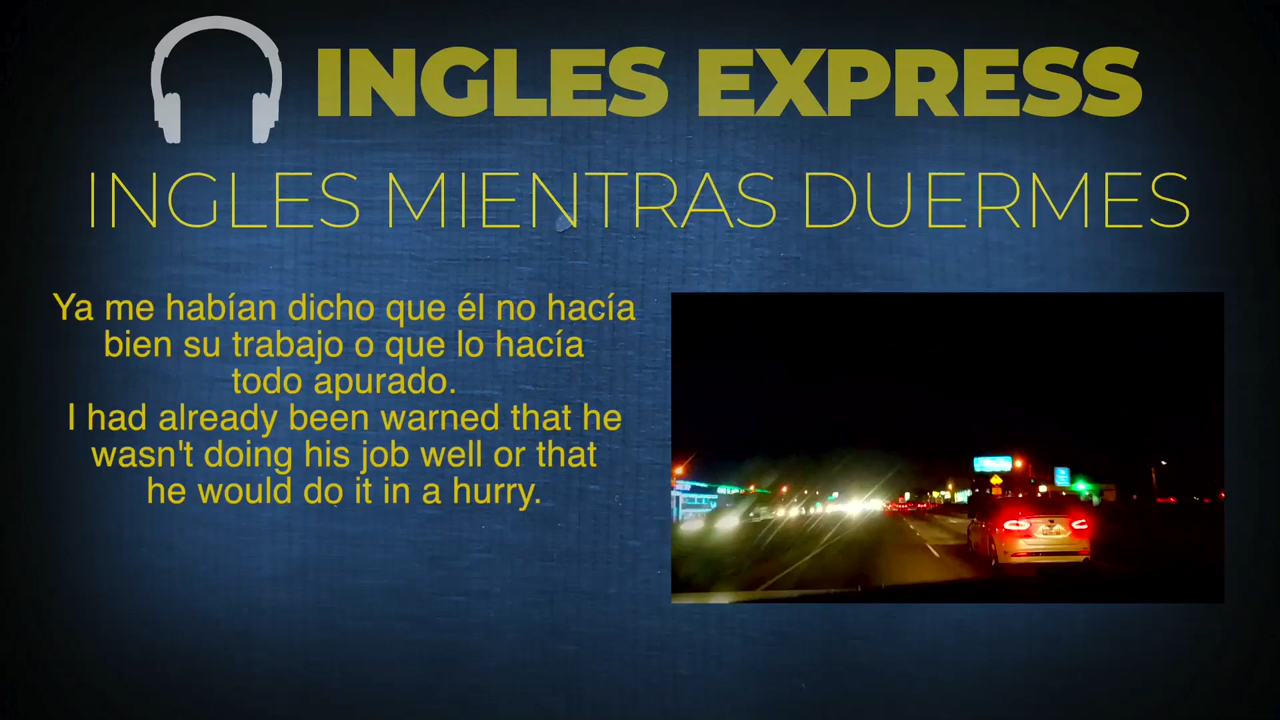 INGLES EXPRESS
INGLES MIENTRAS DUERMES
Ya me habían dicho que él no hacía
bien su trabajo o que lo hacía
todo apurado.
I had already been warned that he
wasn't doing his job well or that
he would do it in a hurry.